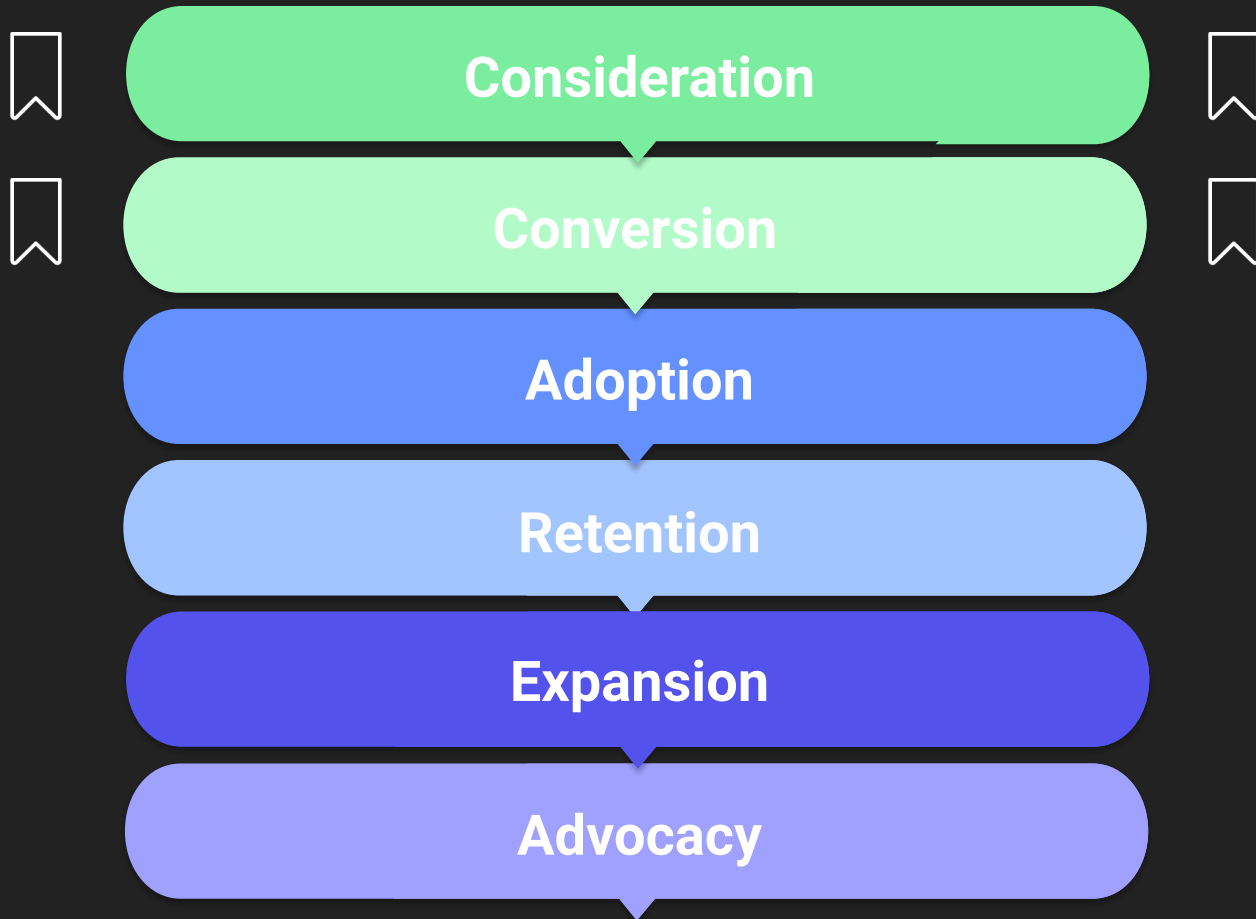 Consideration
Conversion
Adoption
Retention
Expansion
Advocacy